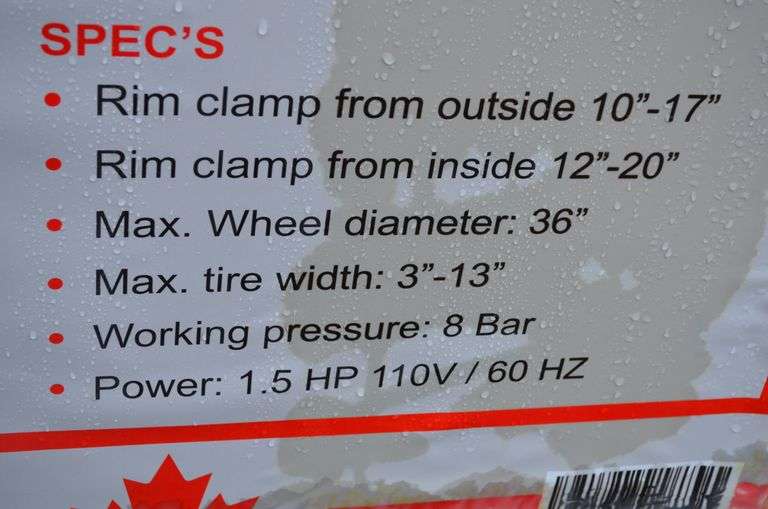 SPEC'S
• Rim clamp from outside 10"-17"
• Rim clamp from inside 12"-20"
• Max. Wheel diameter: 36"
• Max. tire width: 3"-13"
• Working pressure: 8 Bar
• Power: 1.5 HP 110V / 60 HZ